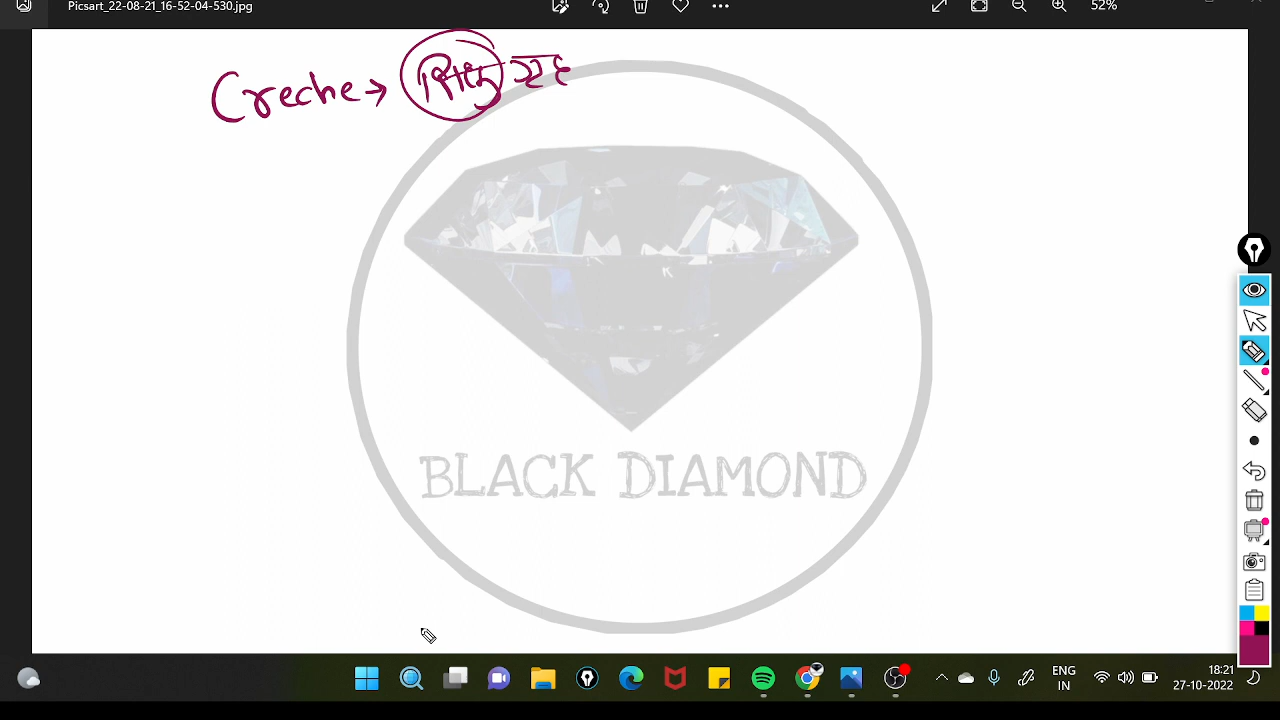 Picsart_22-08-21_16-52-04-530.jpg
52%
Creche → शिशु गृह
BLACK DIAMOND
ENG
IN
18:21
27-10-2022